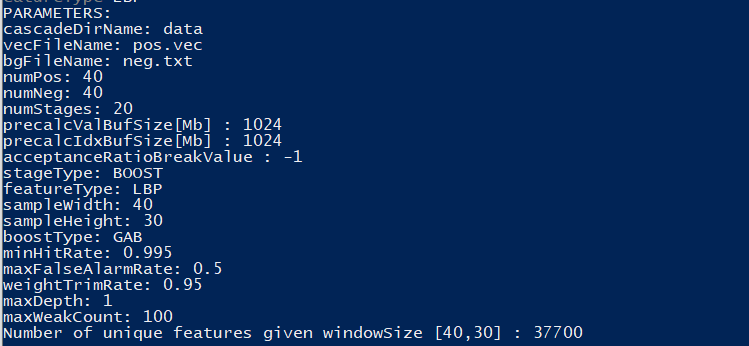 PARAMETERS:
cascadeDirName: data
vecFileName: pos.vec
bgFileName: neg.txt
numPos: 40
numNeg: 40
numStages: 20
precalcValBufSize[Mb] : 1024
precalcIdxBufSize[Mb] : 1024
acceptanceRatioBreakValue : -1
stageType: BOOST
featureType: LBP
sampleWidth: 40
sampleHeight: 30
boostType: GAB
minHitRate: 0.995
maxFalseAlarmRate: 0.5
weightTrimRate: 0.95
maxDepth: 1
maxWeakCount: 100
Number of unique features given windowSize [40,30] : 37700